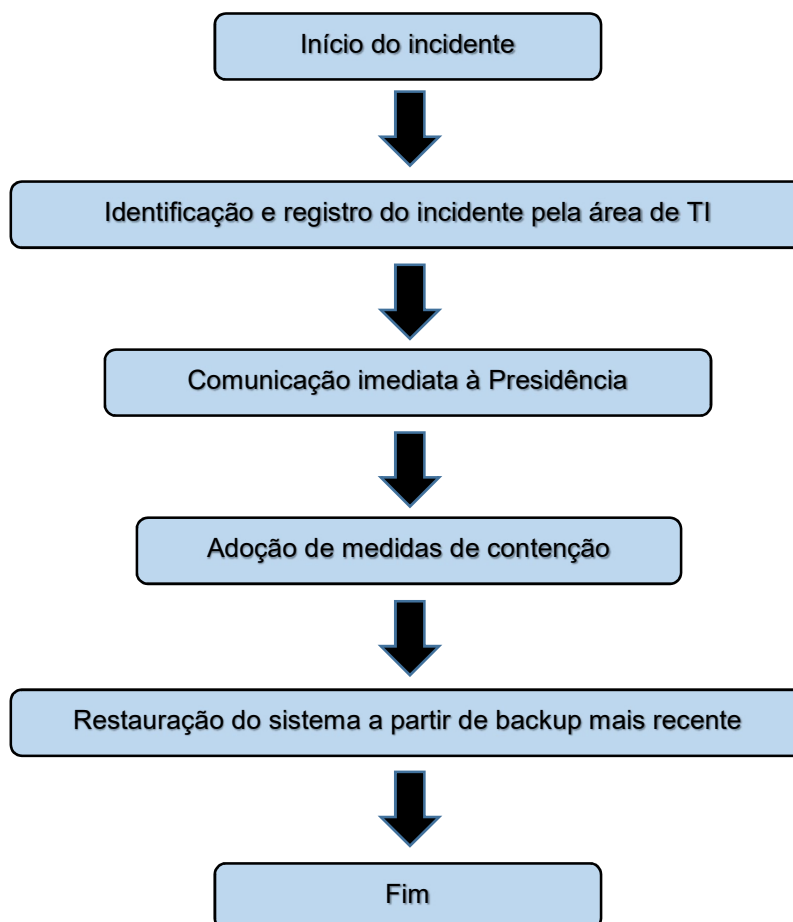 Início do incidente
Identificação e registro do incidente pela área de TI
Comunicação imediata à Presidência
Adoção de medidas de contenção
Restauração do sistema a partir de backup mais recente
Fim